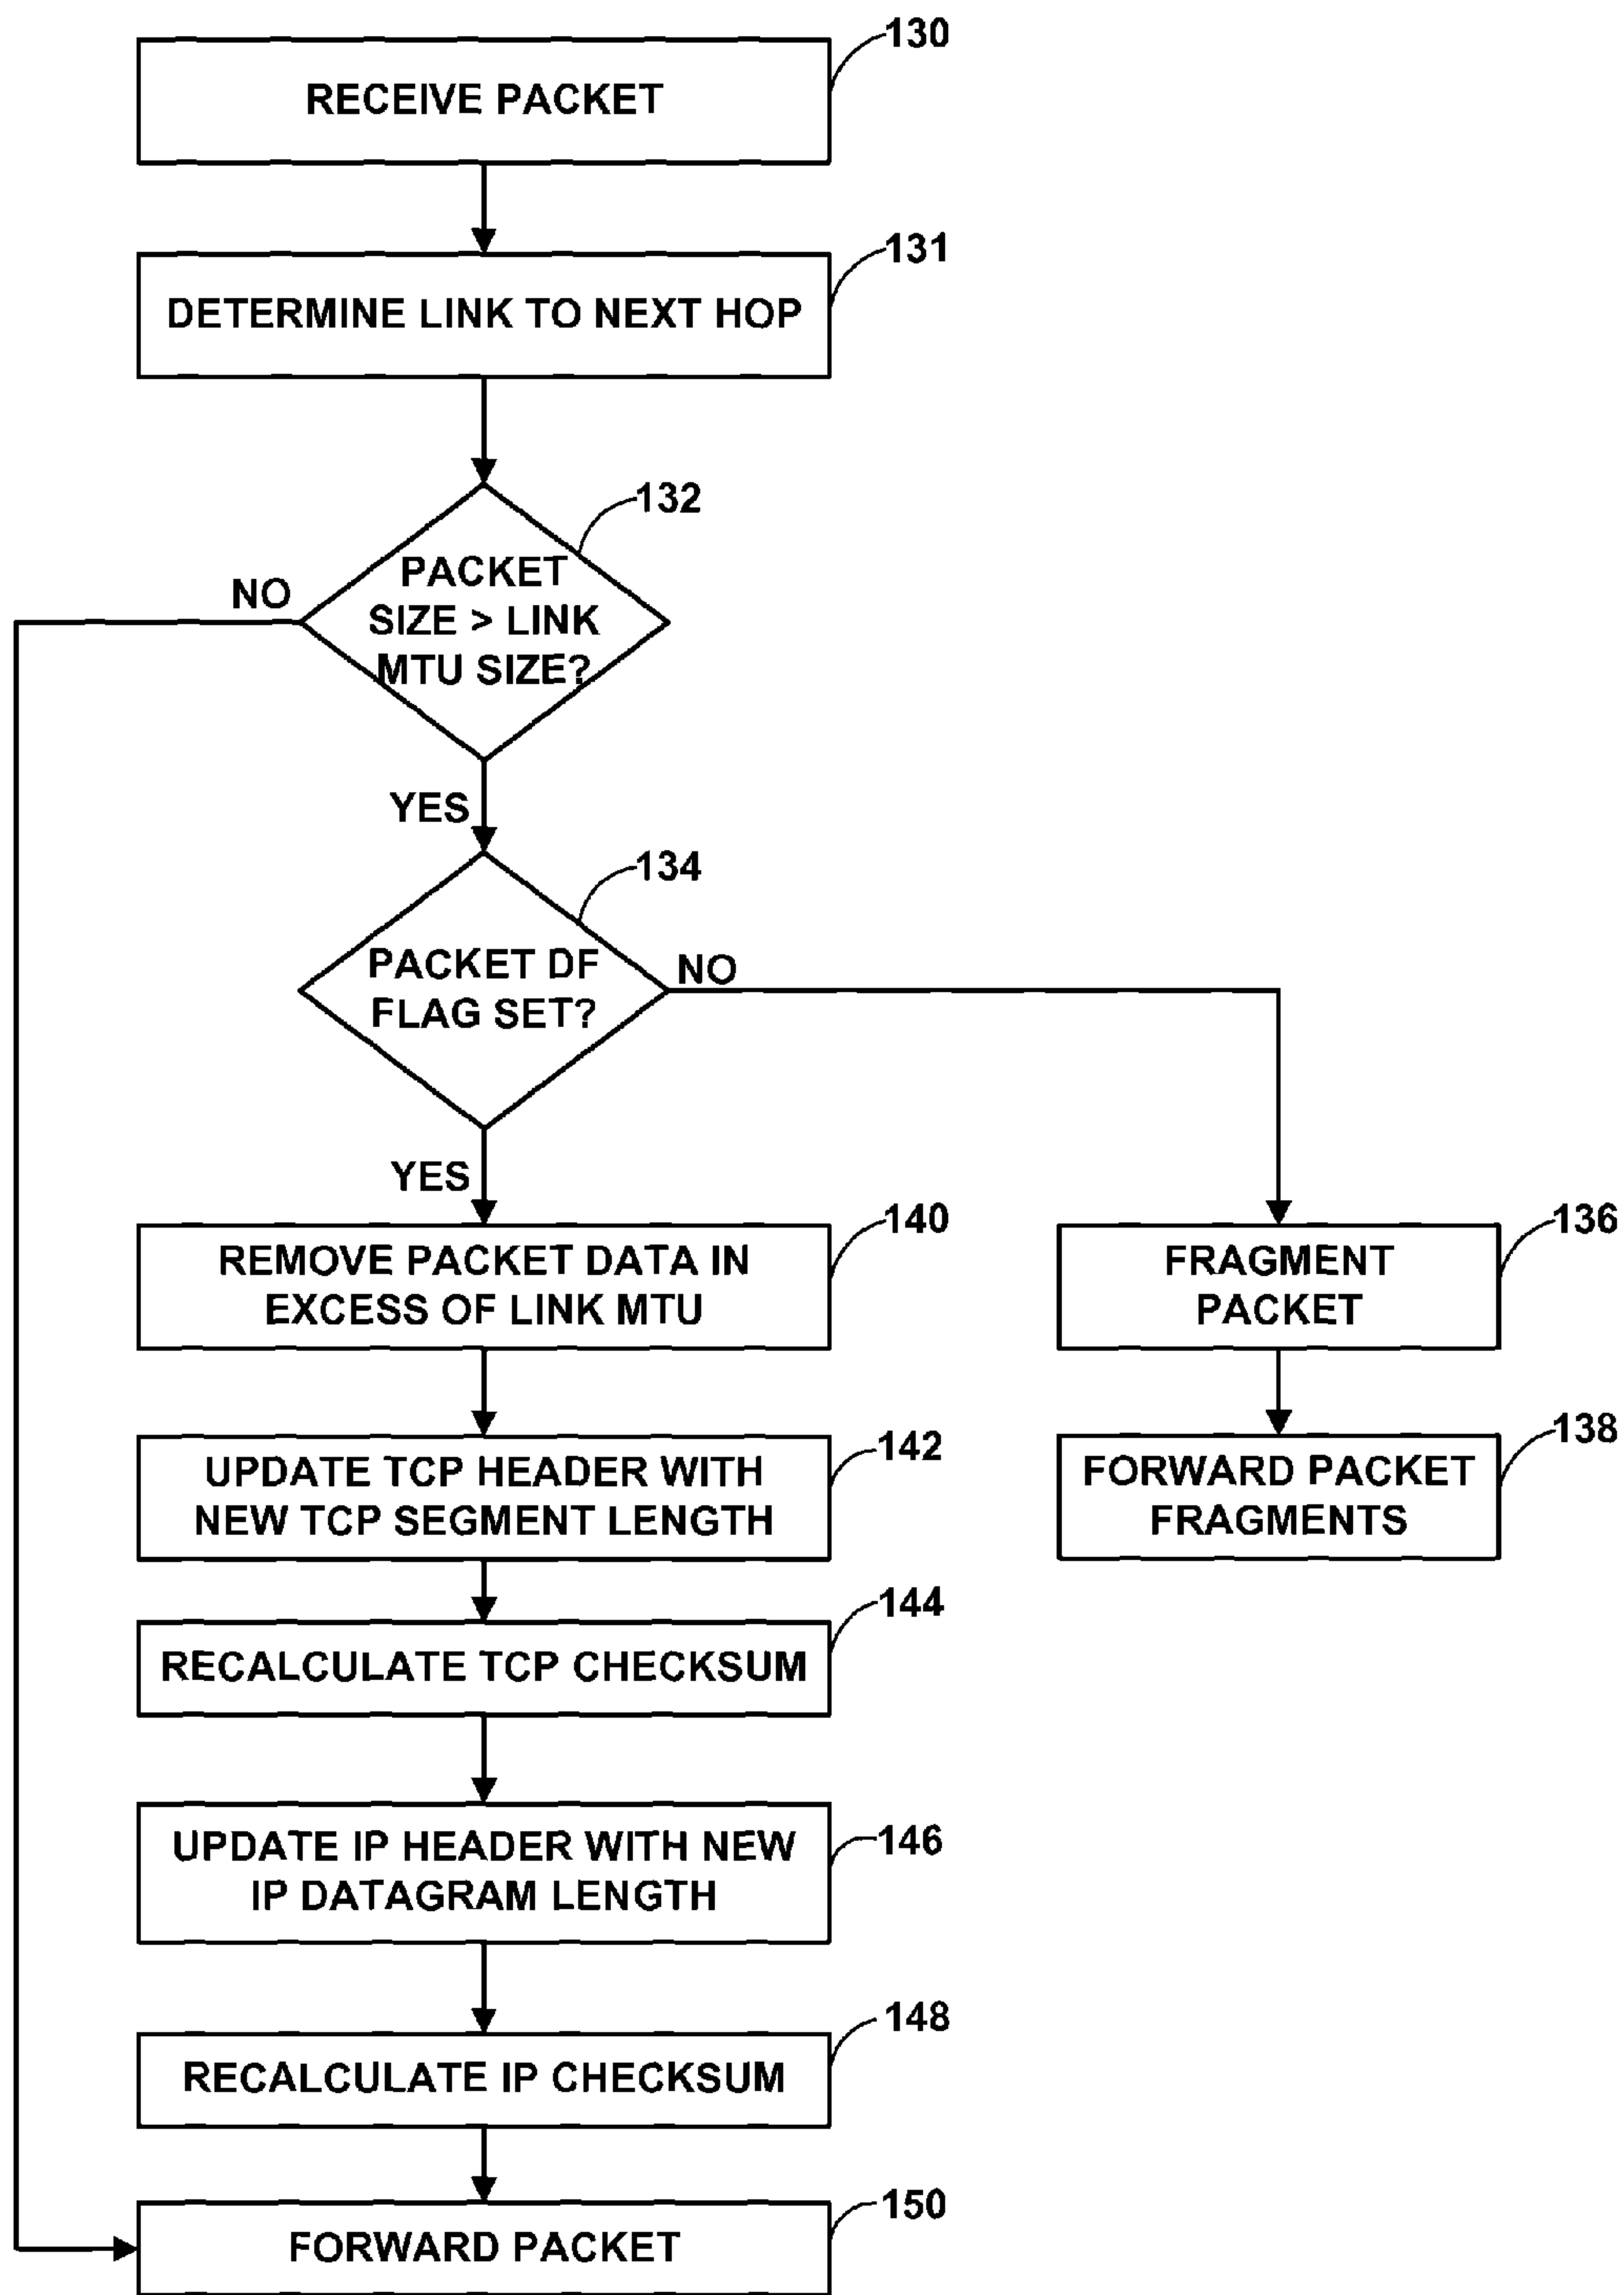 130
RECEIVE PACKET
131
DETERMINE LINK TO NEXT HOP
132
PACKET
SIZE > LINK
MTU SIZE?
NO
YES
134
PACKET DF
FLAG SET?
NO
YES
140
REMOVE PACKET DATA IN
EXCESS OF LINK MTU
136
FRAGMENT
PACKET
142
UPDATE TCP HEADER WITH
NEW TCP SEGMENT LENGTH
138
FORWARD PACKET
FRAGMENTS
144
RECALCULATE TCP CHECKSUM
146
UPDATE IP HEADER WITH NEW
IP DATAGRAM LENGTH
148
RECALCULATE IP CHECKSUM
150
FORWARD PACKET